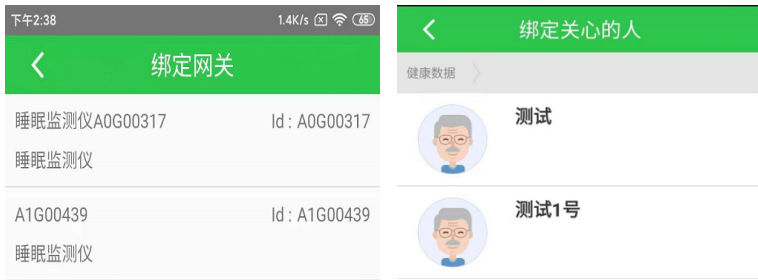 下午2:38
1.4K/s
65
绑定网关
睡眠监测仪A0G00317
Id : A0G00317
睡眠监测仪
A1G00439
Id : A1G00439
睡眠监测仪
绑定关心的人
健康数据
测试
测试1号